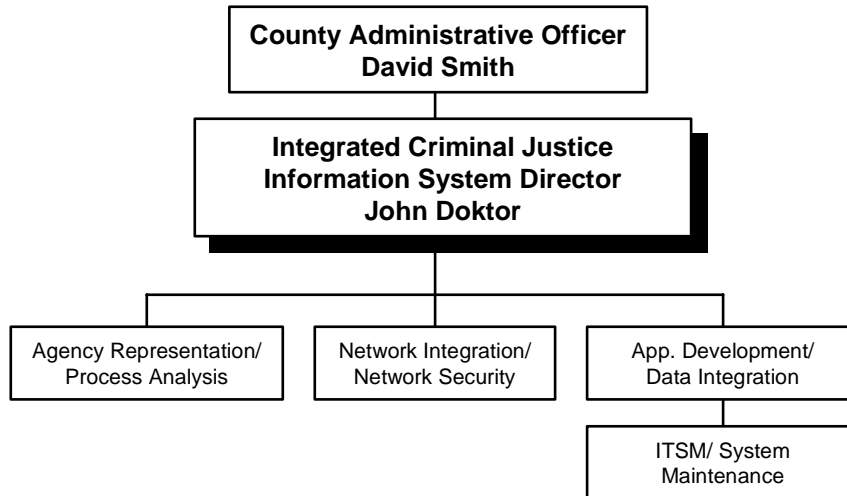 County Administrative Officer
David Smith
Integrated Criminal Justice
Information System Director
John Doktor
Agency Representation/
Process Analysis
Network Integration/
Network Security
App. Development/
Data Integration
ITSM/ System
Maintenance